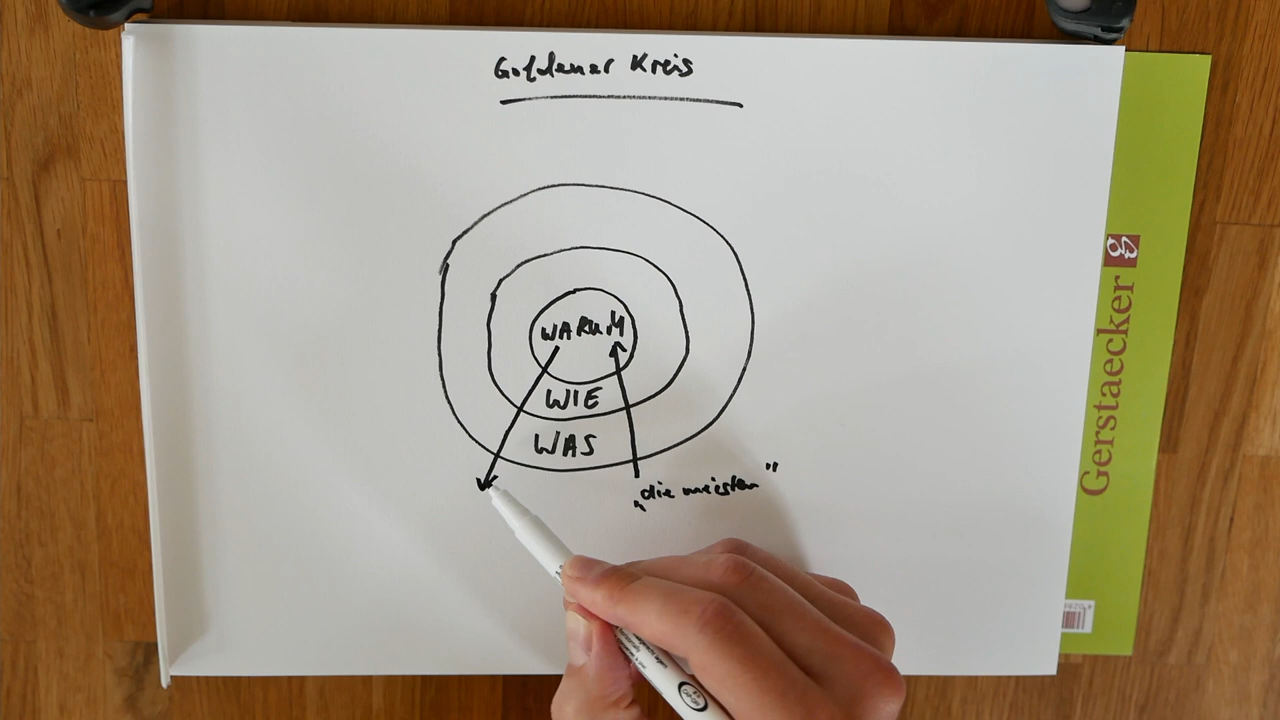 Goldener Kreis
WARUM
WIE
WAS
„die meisten"
Gerstaecker